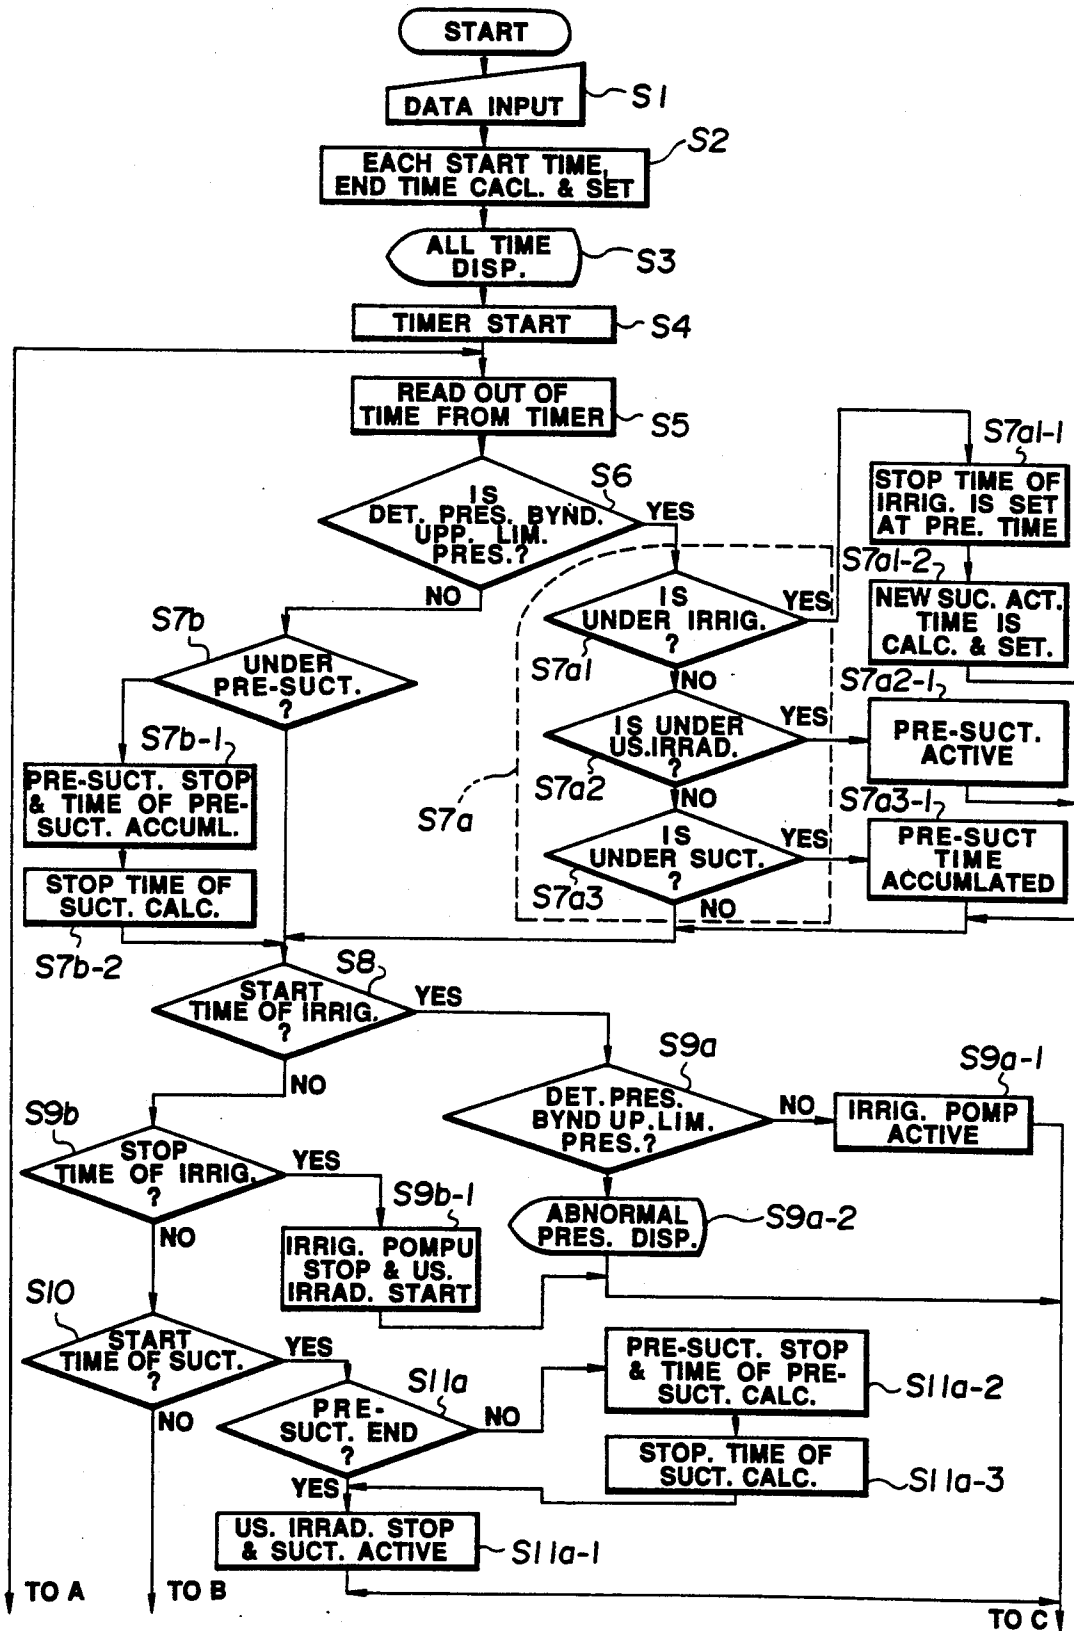 START
DATA INPUT
S1
EACH START TIME,
END TIME CACL. & SET
S2
ALL TIME
DISP.
S3
TIMER START
S4
READ OUT OF
TIME FROM TIMER
S5
IS
DET. PRES. BYND.
UPP. LIM.
PRES.?
S6
YES
NO
S7a1-1
STOP TIME OF
IRRIG. IS SET
AT PRE. TIME
S7a1-2
NEW SUC. ACT.
TIME IS
CALC. & SET.
IS
UNDER IRRIG.
?
YES
S7a1
NO
S7a2-1
IS UNDER
US.IRRAD.
?
YES
S7a2
NO
PRE-SUCT.
ACTIVE
S7a3-1
IS
UNDER SUCT.
?
YES
S7a3
NO
PRE-SUCT
TIME
ACCUMLATED
S7a
S7b
UNDER
PRE-SUCT.
?
S7b-1
PRE-SUCT. STOP
& TIME OF PRE-
SUCT. ACCUML.
STOP TIME OF
SUCT. CALC.
S7b-2
S8
START
TIME OF IRRIG.
?
YES
NO
S9a
DET. PRES.
BYND UP. LIM.
PRES.?
NO
S9a-1
IRRIG. POMP
ACTIVE
S9b
STOP
TIME OF IRRIG.
?
YES
NO
S9b-1
IRRIG. POMPU
STOP & US.
IRRAD. START
ABNORMAL
PRES. DISP.
S9a-2
S10
START
TIME OF SUCT.
?
YES
NO
S11a
PRE-
SUCT. END
?
NO
YES
PRE-SUCT. STOP
& TIME OF PRE-
SUCT. CALC.
S11a-2
STOP. TIME OF
SUCT. CALC.
S11a-3
US. IRRAD. STOP
& SUCT. ACTIVE
S11a-1
TO A
TO B
TO C